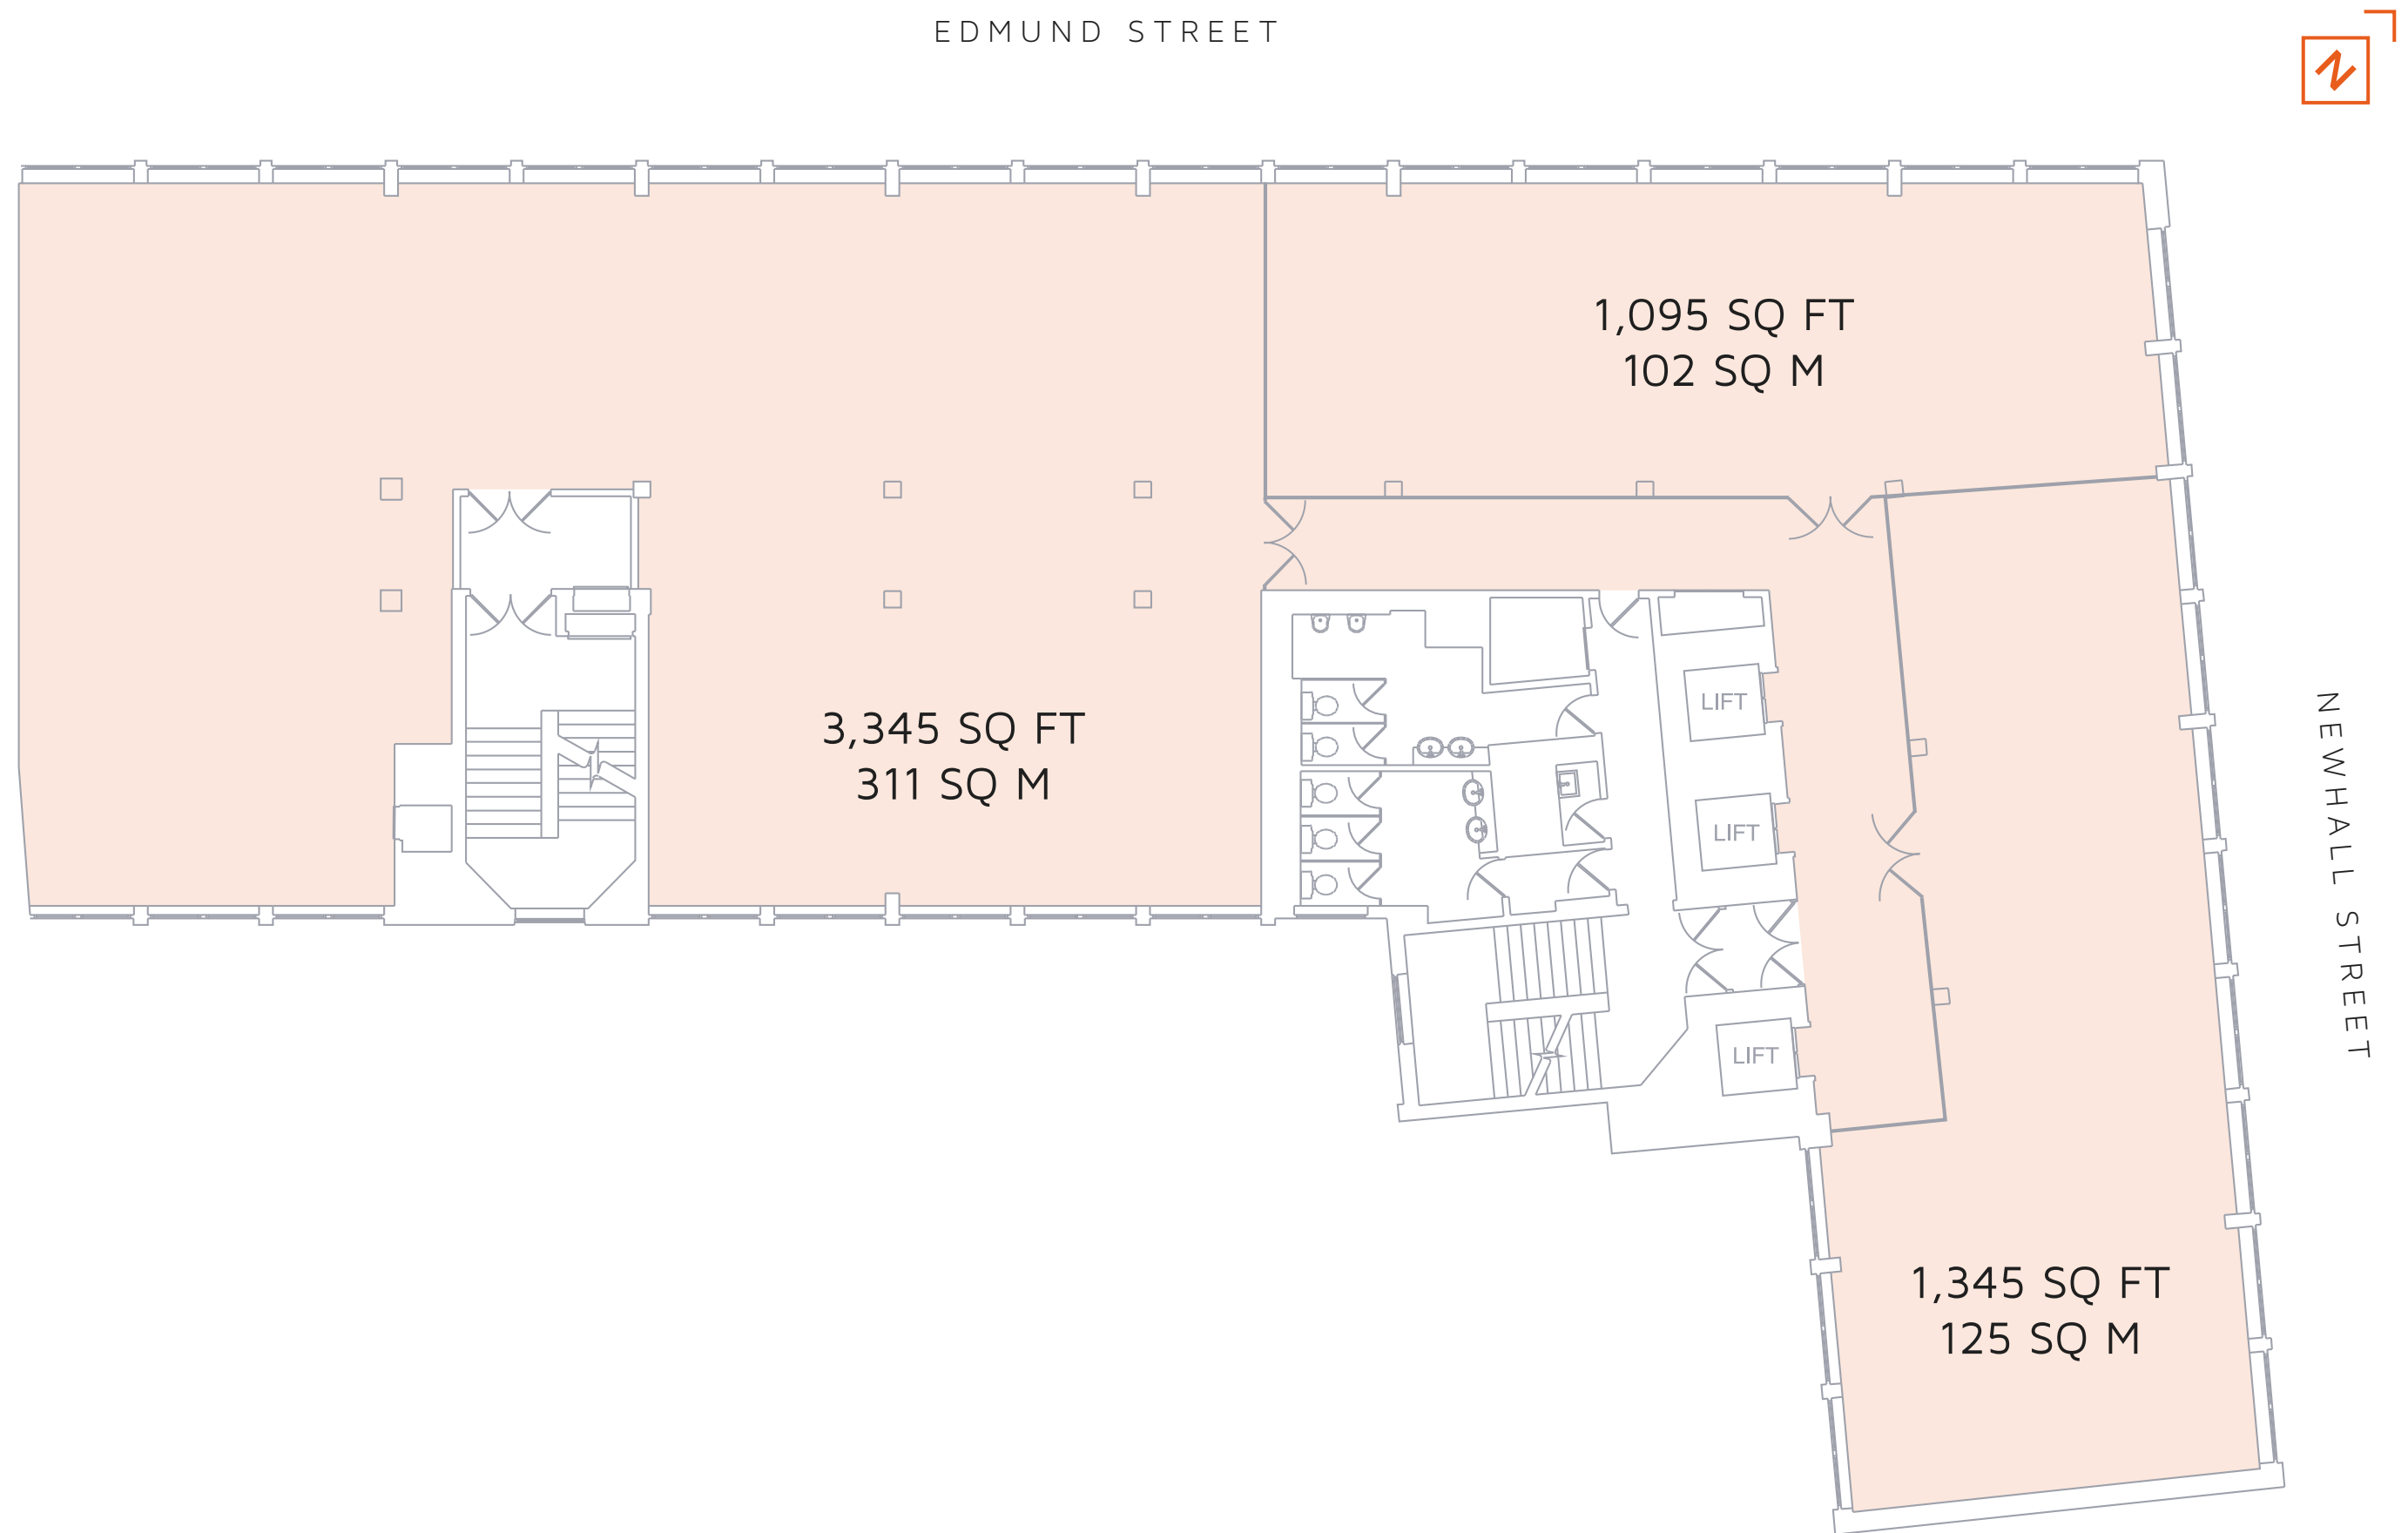 EDMUND STREET
N
1,095 SQ FT
102 SQ M
3,345 SQ FT
311 SQ M
LIFT
LIFT
LIFT
NEWHALL STREET
1,345 SQ FT
125 SQ M